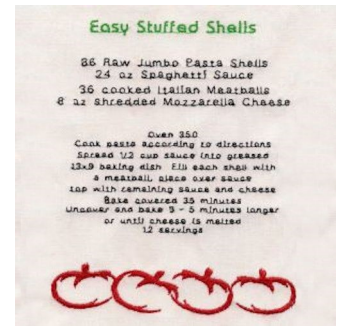 Easy Stuffed Shells
36 Raw Jumbo Pasta Shells
24 oz Spaghetti Sauce
36 cooked Italian Meatballs
8 oz shredded Mozzarella Cheese
Oven 350
Cook pasta according to directions
Spread 1/2 cup sauce into greased
13x9 baking dish Fill each shell with
a meatball, place over sauce
top with remaining sauce and cheese
Bake covered 35 minutes
Uncover and bake 3 - 5 minutes longer
or until cheese is melted
12 servings